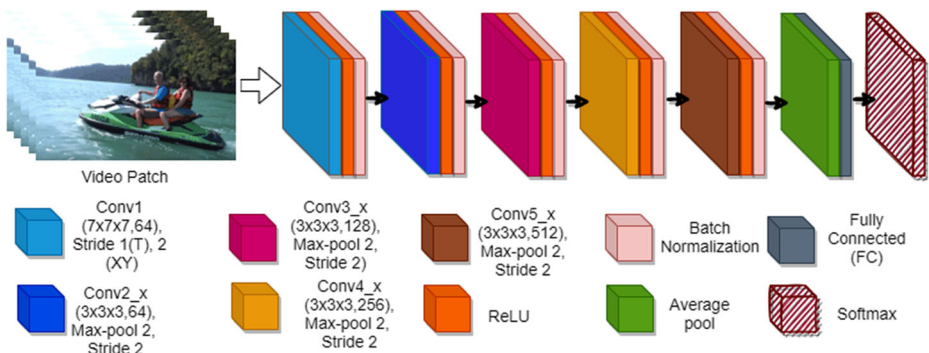 Video Patch
Conv1
(7x7x7,64),
Stride 1(T), 2
(XY)
Conv3_x
(3x3x3,128),
Max-pool 2,
Stride 2)
Conv5_x
(3x3x3,512),
Max-pool 2,
Stride 2
Batch
Normalization
Fully
Connected
(FC)
Conv2_x
(3x3x3,64),
Max-pool 2,
Stride 2
Conv4_x
(3x3x3,256),
Max-pool 2,
Stride 2
ReLU
Average
pool
Softmax